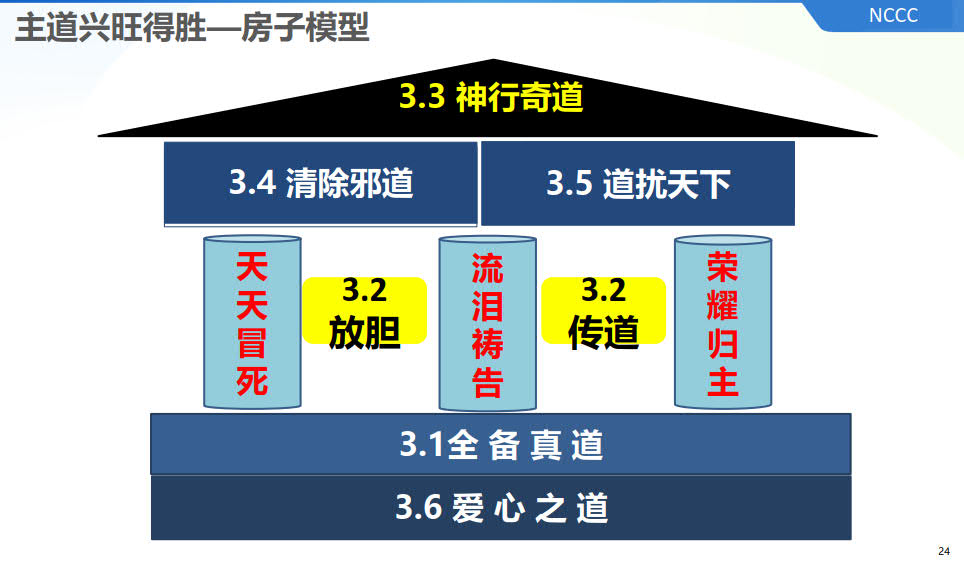 主道兴旺得胜—房子模型
NCCC
3.3 神行奇道
3.4 清除邪道
3.5 道扰天下
天
天
冒
死
3.2
放胆
流
泪
祷
告
3.2
传道
荣
耀
归
主
3.1全 备 真 道
3.6 爱 心 之 道
24